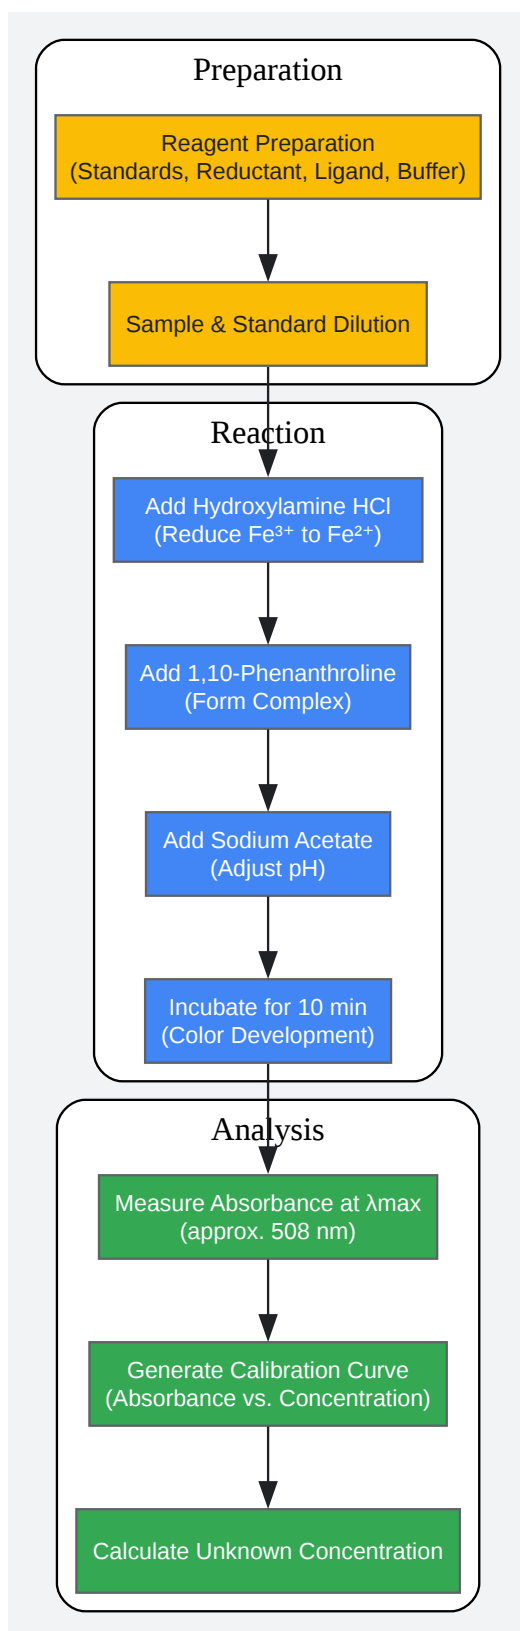 Preparation
Reagent Preparation
(Standards, Reductant, Ligand, Buffer)
Sample & Standard Dilution
Reaction
Add Hydroxylamine HCl
(Reduce Fe³⁺ to Fe²⁺)
Add 1,10-Phenanthroline
(Form Complex)
Add Sodium Acetate
(Adjust pH)
Incubate for 10 min
(Color Development)
Analysis
Measure Absorbance at λmax
(approx. 508 nm)
Generate Calibration Curve
(Absorbance vs. Concentration)
Calculate Unknown Concentration